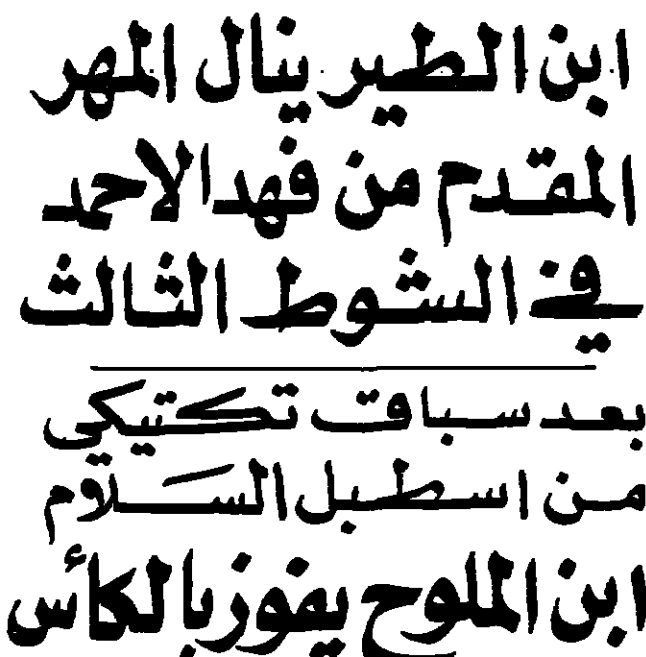 ابن الطير ينال المهر
المقدم من فهد الاحمد
في الشوط الثالث
بعد سباق تكتيكي
من اسطبل السلام
ابن الملوح يفوز بالكأس